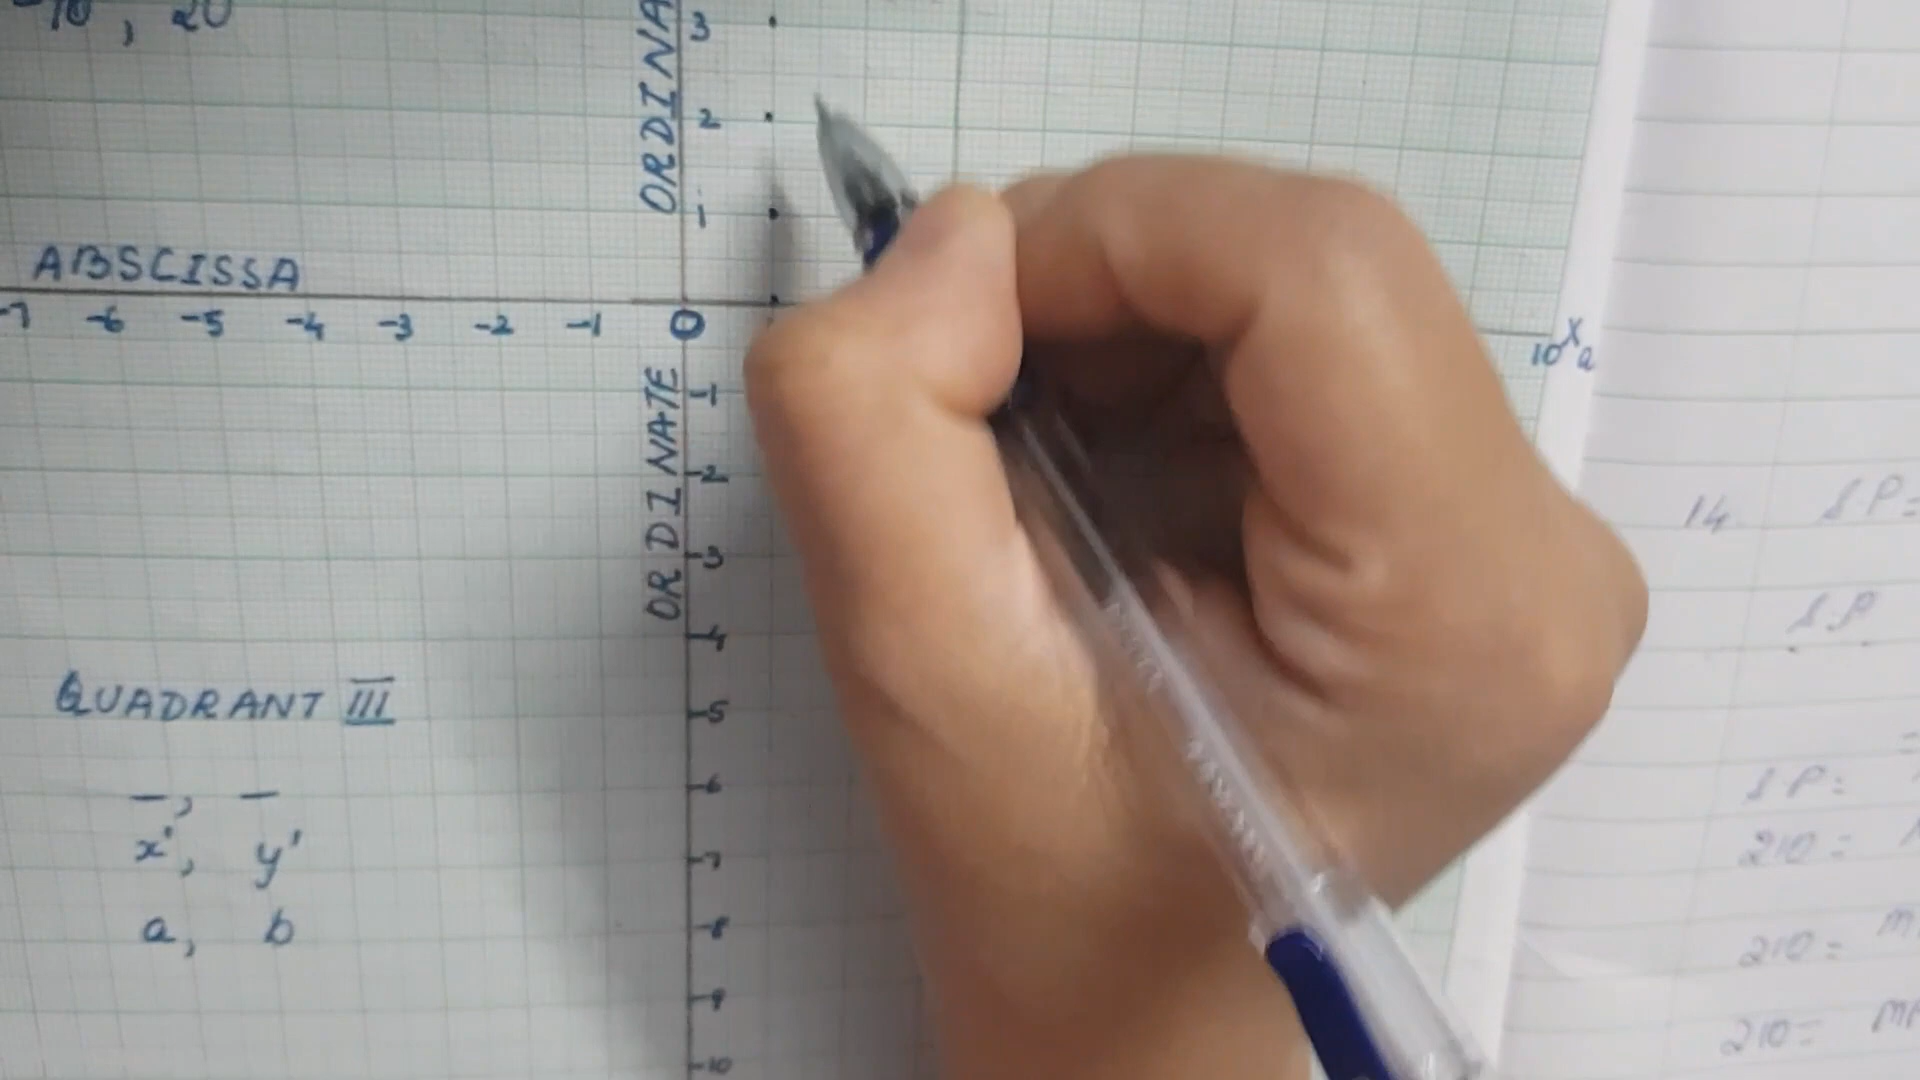 -10, 20
3
ORDINA
2
1
ABSCISSA
-7 -6 -5 -4 -3 -2 -1 0
10 X a
ORDINATE
-1
-2
-3
-4
-5
-6
-7
-8
-9
-10
QUADRANT III
-, -
x', y'
a, b
14 S.P=
S.P
=
S P=
210 =
210 = M
210 = M